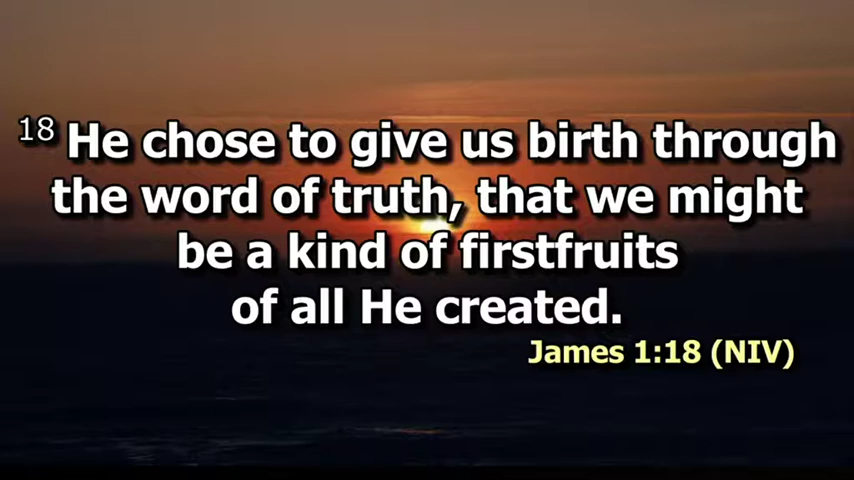 18 He chose to give us birth through
the word of truth, that we might
be a kind of firstfruits
of all He created.
James 1:18 (NIV)